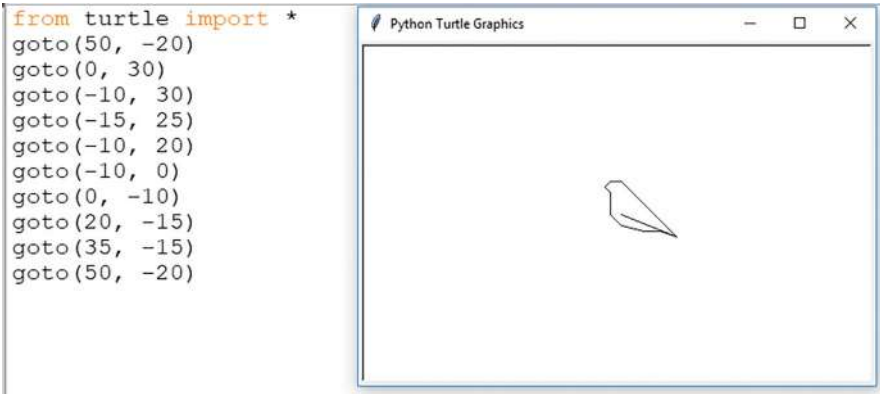 from turtle import *
goto(50, -20)
goto(0, 30)
goto(-10, 30)
goto(-15, 25)
goto(-10, 20)
goto(-10, 0)
goto(0, -10)
goto(20, -15)
goto(35, -15)
goto(50, -20)
Python Turtle Graphics